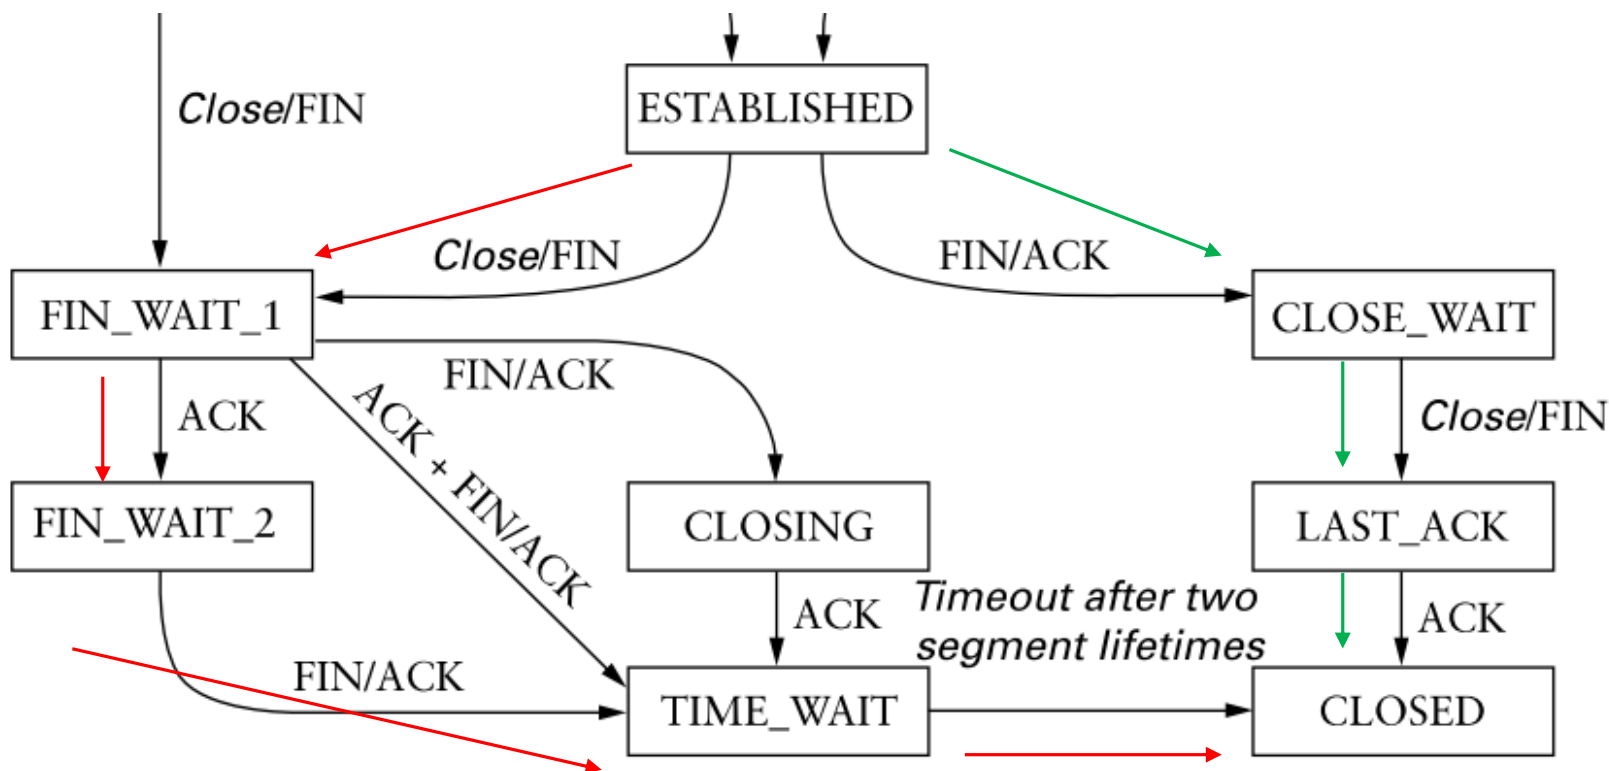 Close/FIN
ESTABLISHED
Close/FIN
FIN/ACK
FIN_WAIT_1
CLOSE_WAIT
FIN/ACK
ACK
ACK + FIN/ACK
Close/FIN
FIN_WAIT_2
CLOSING
LAST_ACK
Timeout after two
segment lifetimes
ACK
ACK
FIN/ACK
TIME_WAIT
CLOSED